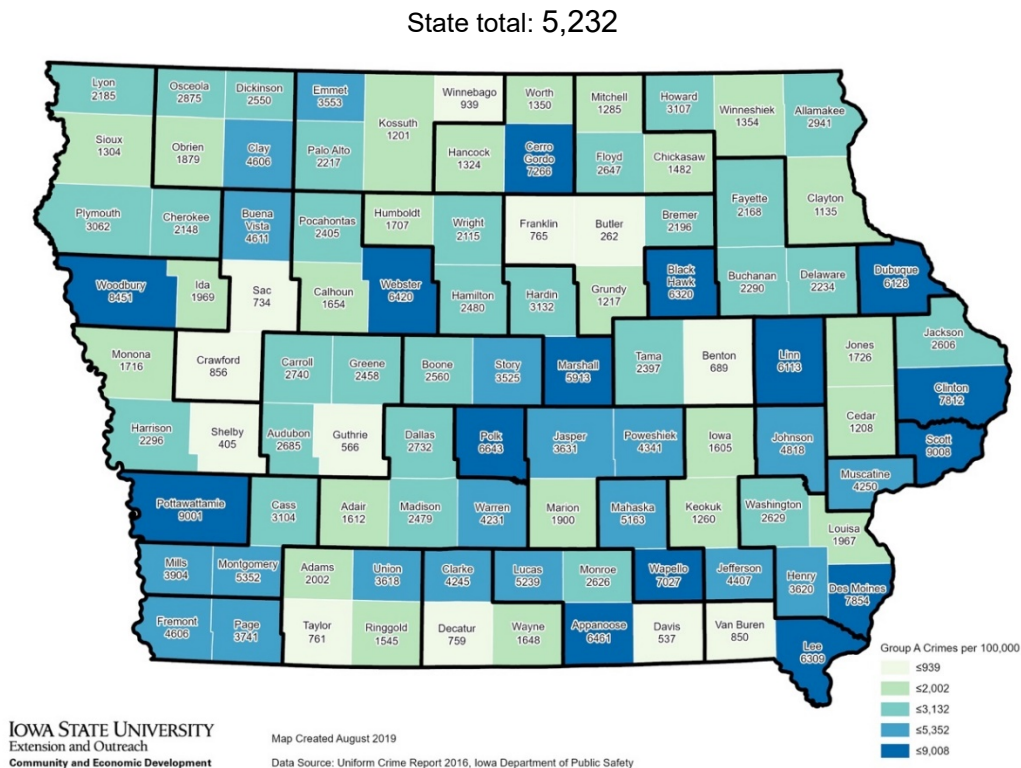 State total: 5,232
Lyon
2185
Osceola
2875
Dickinson
2550
Emmet
3553
Kossuth
1201
Winnebago
939
Worth
1350
Mitchell
1285
Howard
3107
Winneshiek
1354
Allamakee
2941
Sioux
1304
Obrien
1879
Clay
4606
Palo Alto
2217
Hancock
1324
Cerro
Gordo
7266
Floyd
2647
Chickasaw
1482
Plymouth
3062
Cherokee
2148
Buena
Vista
4611
Pocahontas
2405
Humboldt
1707
Wright
2115
Franklin
765
Butler
262
Bremer
2196
Fayette
2168
Clayton
1135
Woodbury
8451
Ida
1969
Sac
734
Calhoun
1654
Webster
6420
Hamilton
2480
Hardin
3132
Grundy
1217
Black
Hawk
6320
Buchanan
2290
Delaware
2234
Dubuque
6128
Monona
1716
Crawford
856
Carroll
2740
Greene
2458
Boone
2560
Story
3525
Marshall
5913
Tama
2397
Benton
689
Linn
6113
Jones
1726
Jackson
2606
Clinton
7812
Harrison
2296
Shelby
405
Audubon
2685
Guthrie
566
Dallas
2732
Polk
6643
Jasper
3631
Poweshiek
4341
Iowa
1605
Johnson
4818
Cedar
1208
Scott
9008
Muscatine
4250
Pottawattamie
9001
Cass
3104
Adair
1612
Madison
2479
Warren
4231
Marion
1900
Mahaska
5163
Keokuk
1260
Washington
2629
Louisa
1967
Mills
3904
Montgomery
5352
Adams
2002
Union
3618
Clarke
4245
Lucas
5239
Monroe
2626
Wapello
7027
Jefferson
4407
Henry
3620
Des Moines
7854
Fremont
4606
Page
3741
Taylor
761
Ringgold
1545
Decatur
759
Wayne
1648
Appanoose
6461
Davis
537
Van Buren
850
Lee
6309
Group A Crimes per 100,000
≤939
≤2,002
≤3,132
≤5,352
≤9,008
IOWA STATE UNIVERSITY
Extension and Outreach
Community and Economic Development
Map Created August 2019
Data Source: Uniform Crime Report 2016, Iowa Department of Public Safety